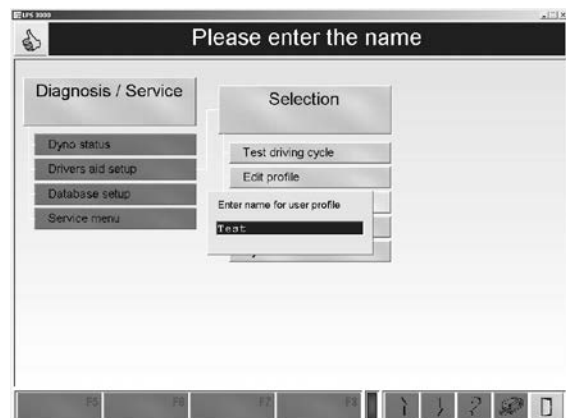 LPS 3000
Please enter the name
Diagnosis / Service
Selection
Dyno status
Drivers aid setup
Database setup
Service menu
Test driving cycle
Edit profile
Enter name for user profile
Test
F5 F6 F7 F8